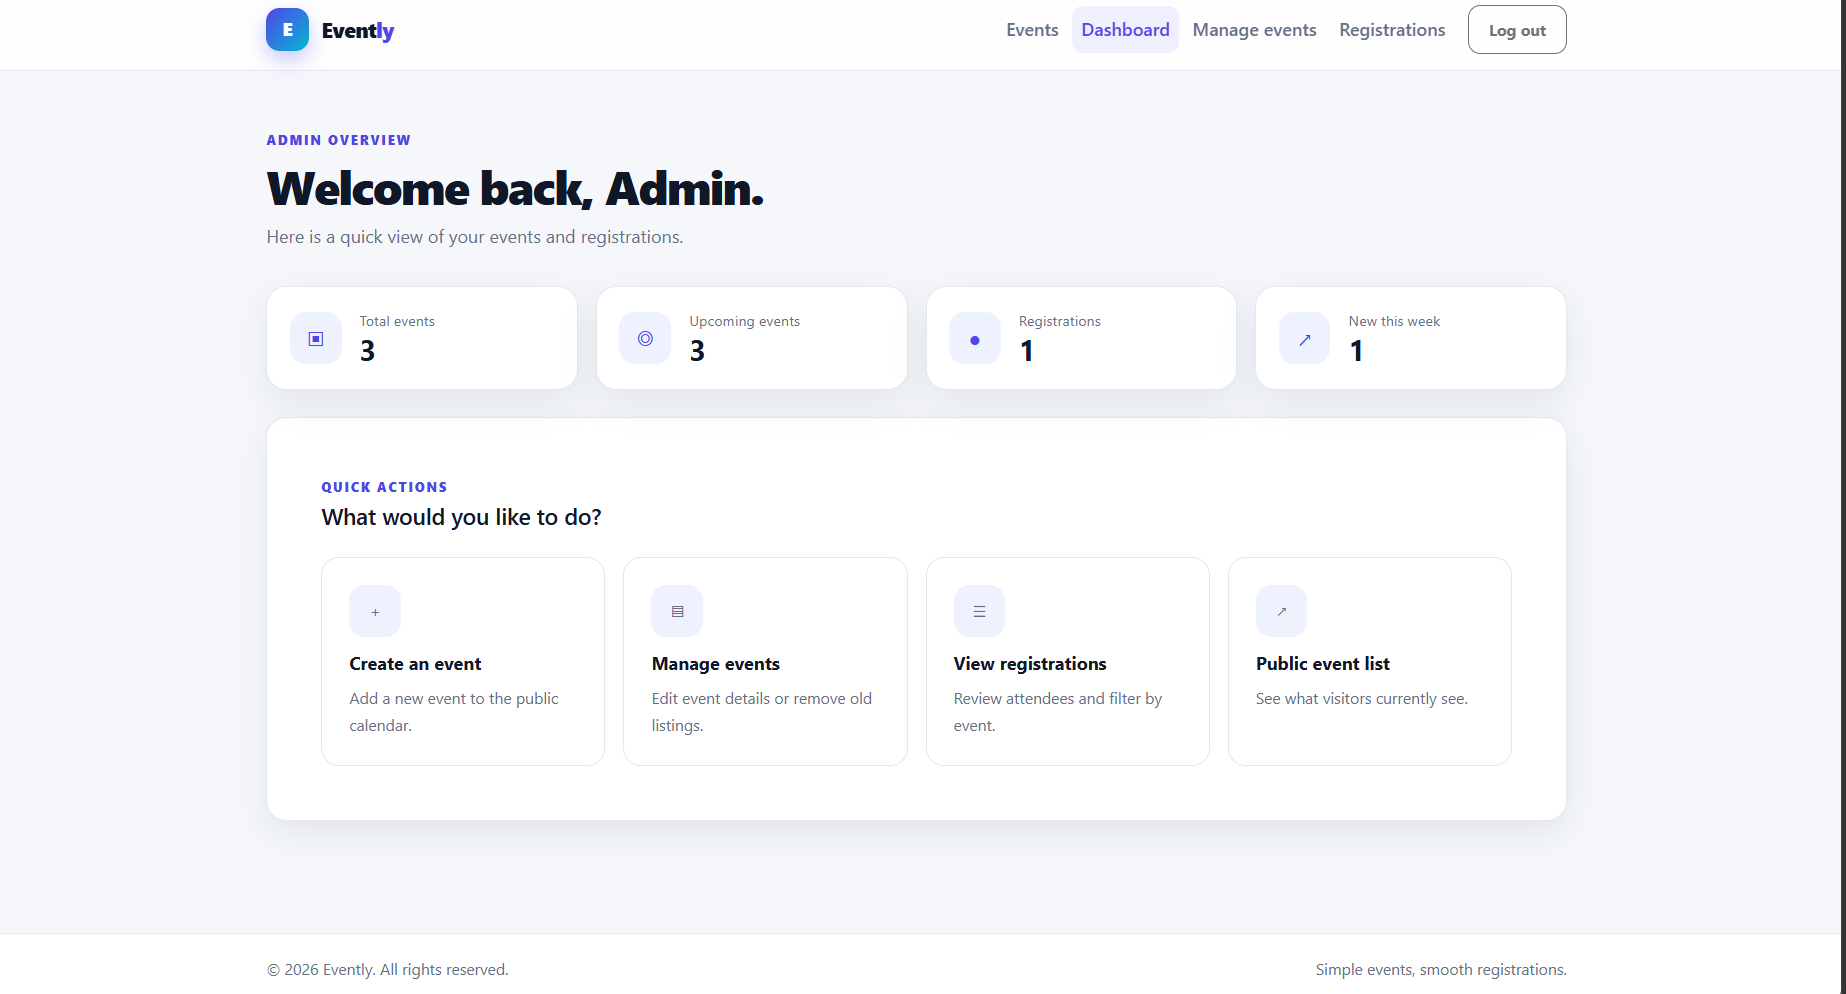 E Evently
Events Dashboard Manage events Registrations Log out
ADMIN OVERVIEW
Welcome back, Admin.
Here is a quick view of your events and registrations.
Total events
3
Upcoming events
3
Registrations
1
New this week
1
QUICK ACTIONS
What would you like to do?
Create an event
Add a new event to the public
calendar.
Manage events
Edit event details or remove old
listings.
View registrations
Review attendees and filter by
event.
Public event list
See what visitors currently see.
© 2026 Evently. All rights reserved.
Simple events, smooth registrations.